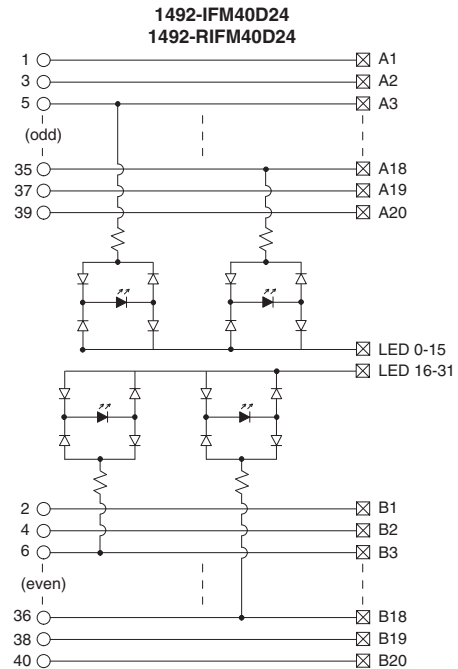 1492-IFM40D24
1492-RIFM40D24
1 A1
3 A2
5 A3
(odd)
35 A18
37 A19
39 A20
LED 0-15
LED 16-31
2 B1
4 B2
6 B3
(even)
36 B18
38 B19
40 B20